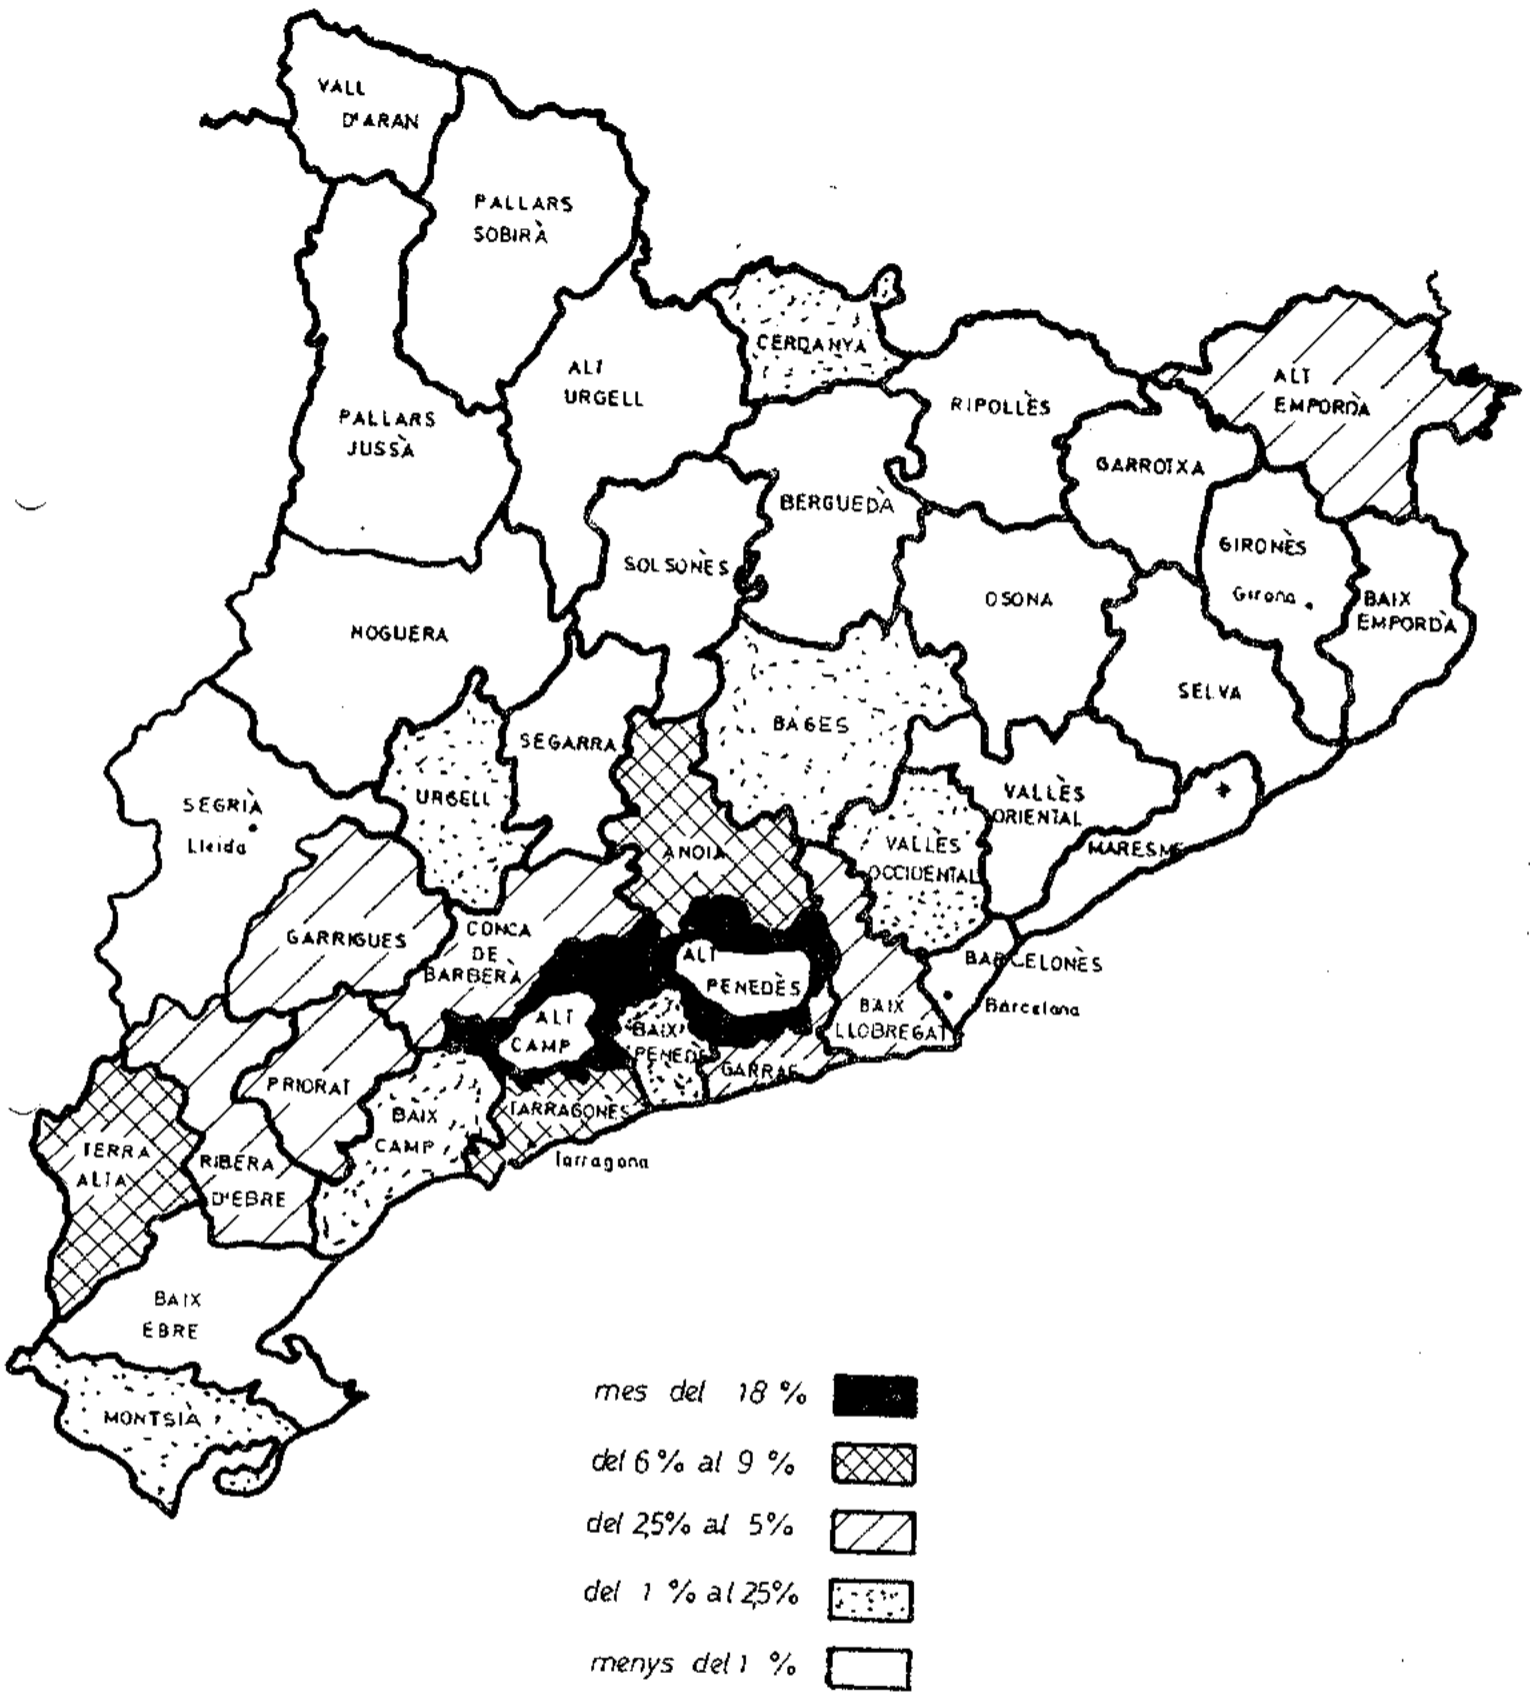 VALL
D'ARAN
PALLARS
SOBIRÀ
CERDANYA
ALT
URGELL
RIPOLLÈS
ALT
EMPORDÀ
PALLARS
JUSSÀ
GARROTXA
BERGUEDÀ
GIRONÈS
SOLSONÈS
Girona
OSONA
BAIX
EMPORDÀ
NOGUERA
SELVA
BAGES
SEGARRA
URGELL
VALLÈS
ORIENTAL
SEGRIÀ
Lleida
MARESME
VALLÈS
OCCIDENTAL
ANOIA
GARRIGUES
CONCA
DE
BARBERÀ
ALT
PENEDÈS
BARCELONÈS
Barcelona
BAIX
LLOBREGAT
ALT
CAMP
BAIX
PENEDÈS
GARRAF
PRIORAT
BAIX
CAMP
TARRAGONÈS
Tarragona
TERRA
ALTA
RIBERA
D'EBRE
BAIX
EBRE
MONTSIÀ
mes del 18 %
del 6% al 9 %
del 2,5% al 5%
del 1 % al 2,5%
menys del 1 %